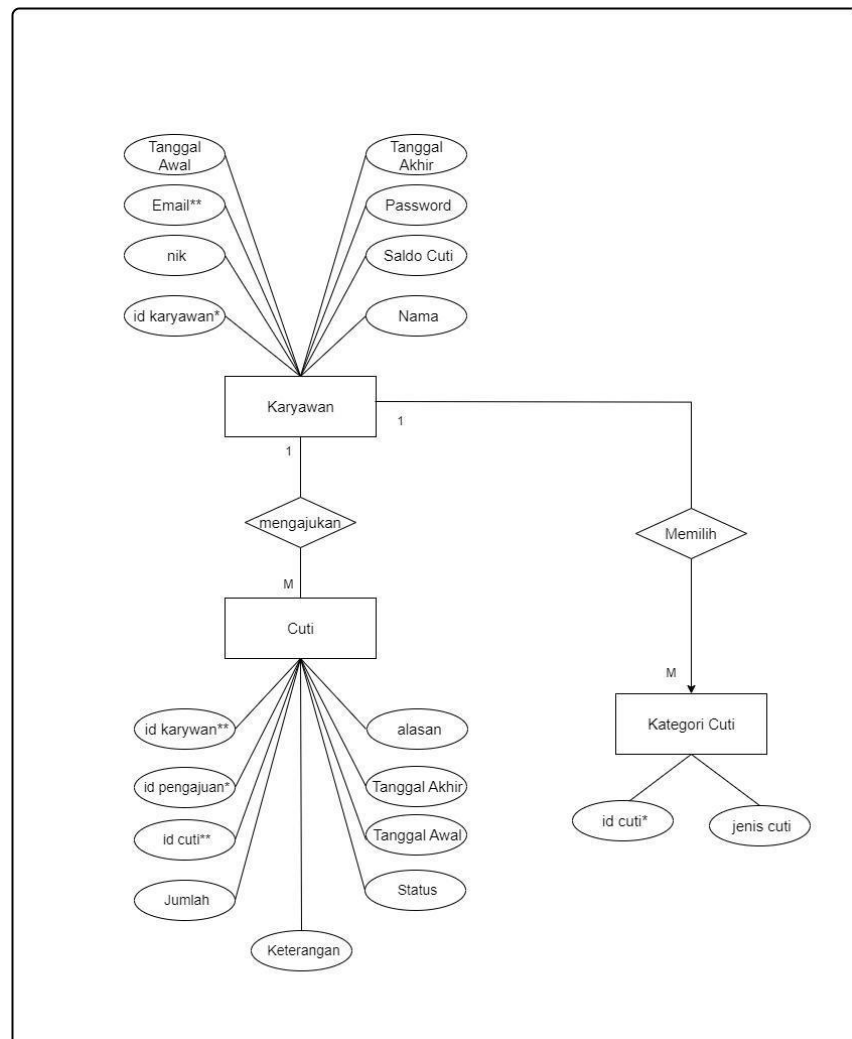 Tanggal
Awal
Tanggal
Akhir
Email**
Password
nik
Saldo Cuti
id karyawan*
Nama
Karyawan
1
1
mengajukan
Memilih
M
Cuti
M
id karywan**
alasan
Kategori Cuti
id pengajuan*
Tanggal Akhir
id cuti*
jenis cuti
id cuti**
Tanggal Awal
Jumlah
Status
Keterangan